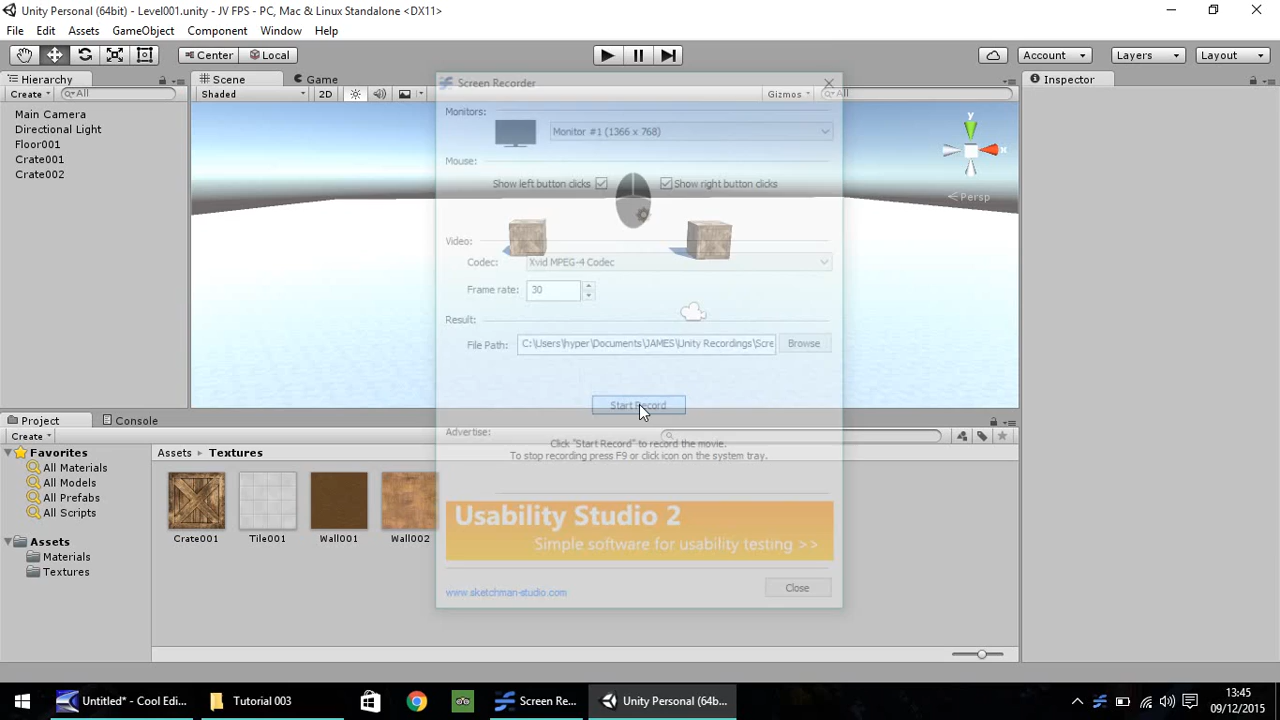 Unity Personal (64bit) - Level001.unity - JV FPS - PC, Mac & Linux Standalone <DX11>
File Edit Assets GameObject Component Window Help
Center Local Account Layers Layout
Hierarchy Scene Game Inspector
Create All Shaded 2D Gizmos All
Main Camera
Directional Light
Floor001
Crate001
Crate002
y
x
Persp
Screen Recorder
Monitors:
Monitor #1 (1366 x 768)
Mouse:
Show left button clicks Show right button clicks
Video:
Codec: Xvid MPEG-4 Codec
Frame rate: 30
Result:
File Path: C:\Users\hyper\Documents\JAMES\Unity Recordings\Scre Browse
Start Record
Advertise:
Click "Start Record" to record the movie.
To stop recording press F9 or click icon on the system tray.
Usability Studio 2
Simple software for usability testing >>
www.sketchman-studio.com Close
Project Console
Create
Favorites
All Materials
All Models
All Prefabs
All Scripts
Assets
Materials
Textures
Assets Textures
Crate001 Tile001 Wall001 Wall002
Untitled* - Cool Edi... Tutorial 003 Screen Re... Unity Personal (64b...
13:45
09/12/2015